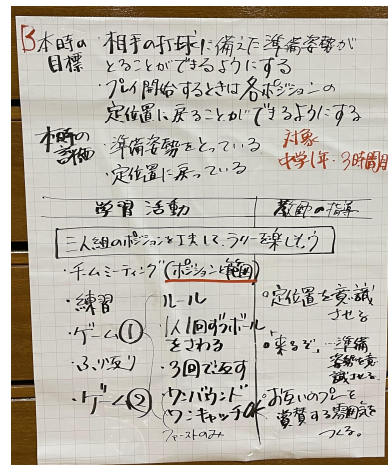 B 本時の目標
・相手の打球に備えた準備姿勢が
とることができるようにする
・プレイ開始するときは各ポジションの
定位置に戻ることができるようにする
本時の評価
・準備姿勢をとっている
・定位置に戻っている
対象
中学1年・3時間目
学習活動
教師の指導
三人組のポジションを工夫して、ラリーを楽しもう
・チームミーティング(ポジションと範囲)
・練習
・ゲーム①
・ふり返り
・ゲーム②
ルール
・1人1回ずつボールをさわる
・3回で返す
・ワンバウンド
ワンキャッチOK
ファーストのみ
○定位置を意識
させる
○来るぞ、…準備
姿勢を意
識させる
○お互いのプレーを
賞賛する雰囲気を
つくる。